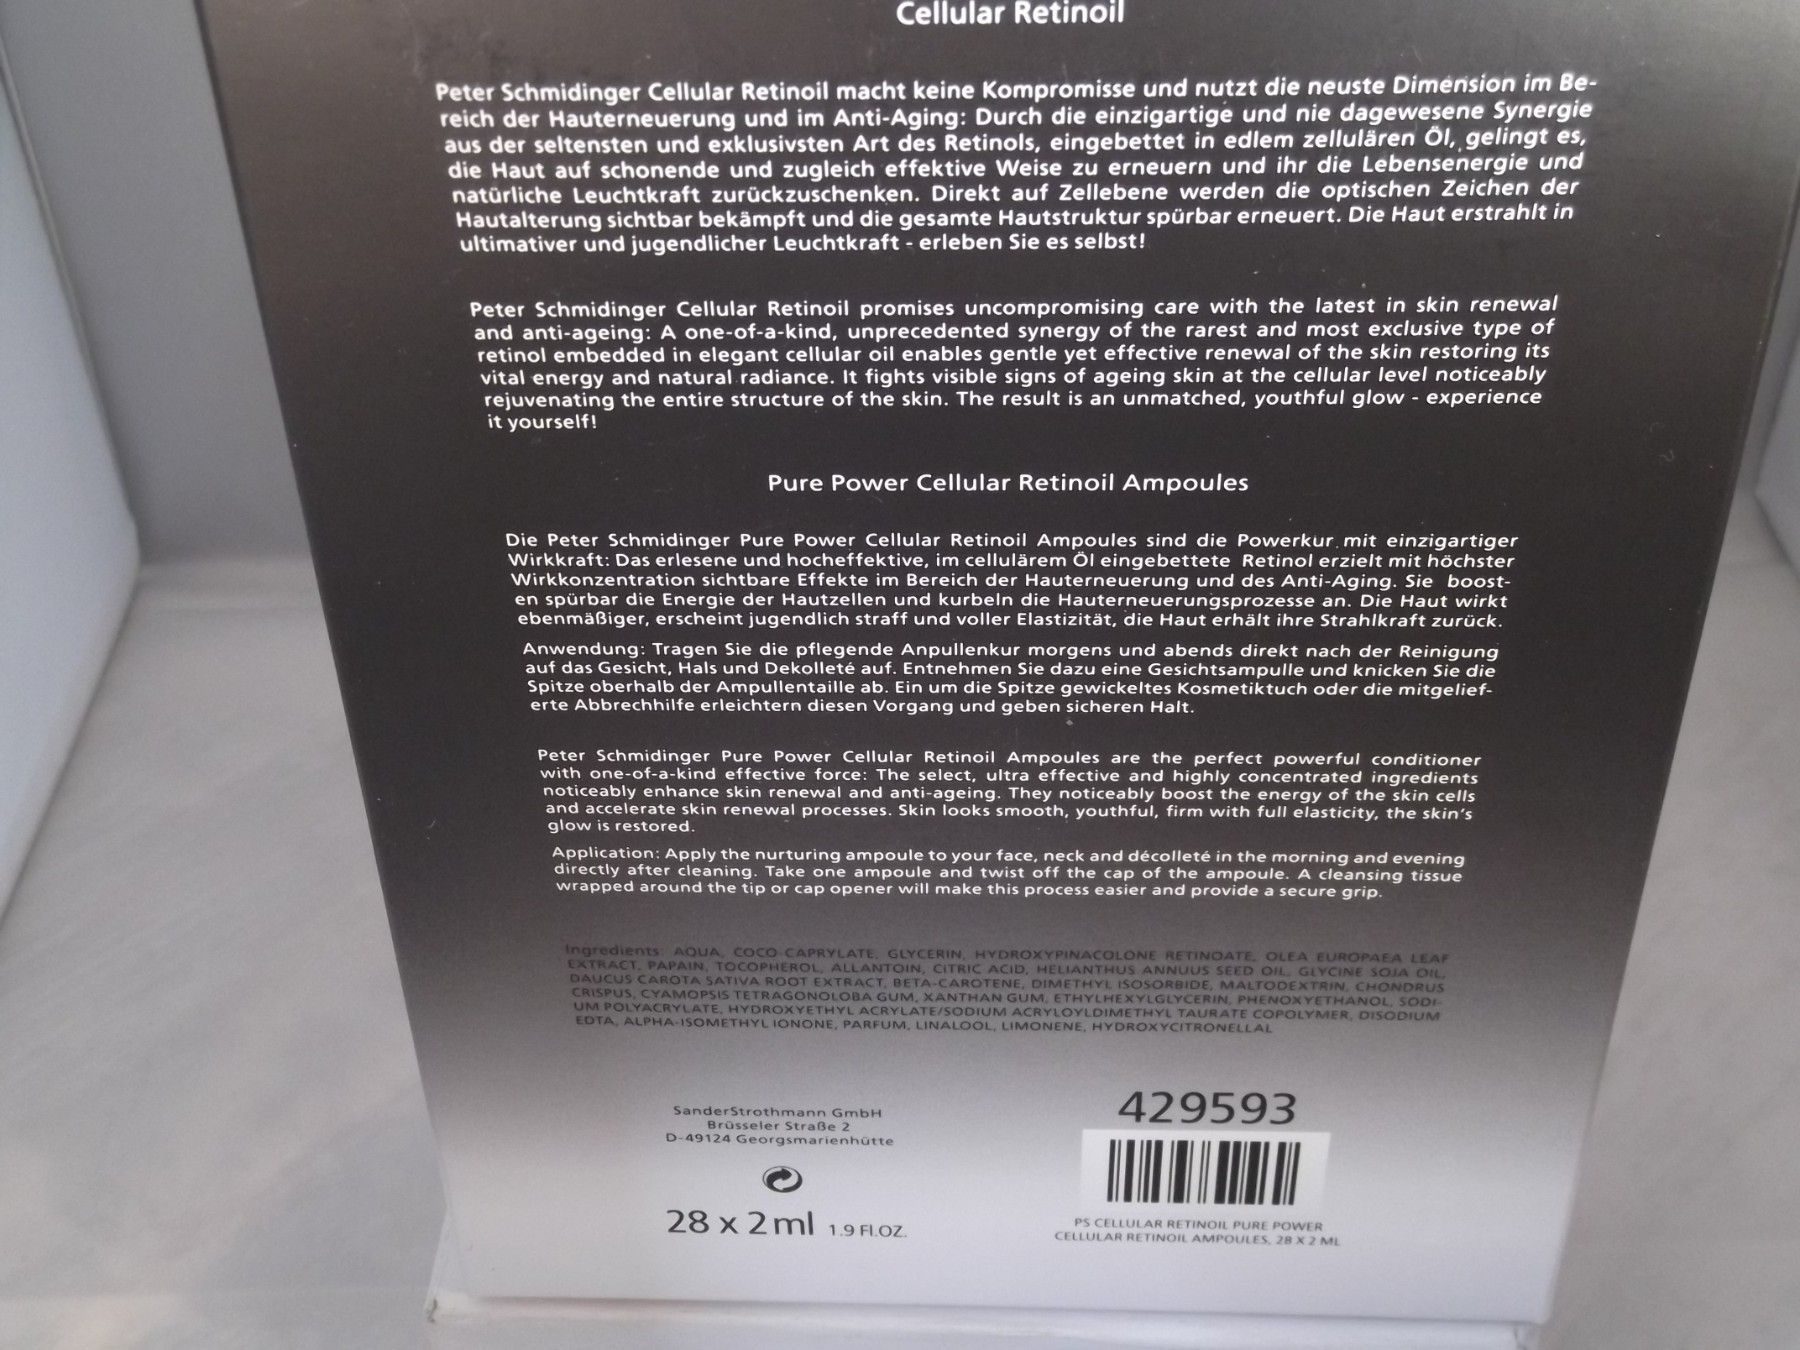 Cellular Retinoil
Peter Schmidinger Cellular Retinoil macht keine Kompromisse und nutzt die neuste Dimension im Be-
reich der Hauterneuerung und im Anti-Aging: Durch die einzigartige und nie dagewesene Synergie
aus der seltensten und exklusivsten Art des Retinols, eingebettet in edlem zellulären Öl, gelingt es,
die Haut auf schonende und zugleich effektive Weise zu erneuern und ihr die Lebensenergie und
natürliche Leuchtkraft zurückzuschenken. Direkt auf Zellebene werden die optischen Zeichen der
Hautalterung sichtbar bekämpft und die gesamte Hautstruktur spürbar erneuert. Die Haut erstrahlt in
ultimativer und jugendlicher Leuchtkraft - erleben Sie es selbst!
Peter Schmidinger Cellular Retinoil promises uncompromising care with the latest in skin renewal
and anti-ageing: A one-of-a-kind, unprecedented synergy of the rarest and most exclusive type of
retinol embedded in elegant cellular oil enables gentle yet effective renewal of the skin restoring its
vital energy and natural radiance. It fights visible signs of ageing skin at the cellular level noticeably
rejuvenating the entire structure of the skin. The result is an unmatched, youthful glow - experience
it yourself!
Pure Power Cellular Retinoil Ampoules
Die Peter Schmidinger Pure Power Cellular Retinoil Ampoules sind die Powerkur mit einzigartiger
Wirkkraft: Das erlesene und hocheffektive, im cellulärem Öl eingebettete Retinol erzielt mit höchster
Wirkkonzentration sichtbare Effekte im Bereich der Hauterneuerung und des Anti-Aging. Sie boost-
en spürbar die Energie der Hautzellen und kurbeln die Hauterneuerungsprozesse an. Die Haut wirkt
ebenmäßiger, erscheint jugendlich straff und voller Elastizität, die Haut erhält ihre Strahlkraft zurück.
Anwendung: Tragen Sie die pflegende Anpullenkur morgens und abends direkt nach der Reinigung
auf das Gesicht, Hals und Dekolleté auf. Entnehmen Sie dazu eine Gesichtsampulle und knicken Sie die
Spitze oberhalb der Ampullentaille ab. Ein um die Spitze gewickeltes Kosmetiktuch oder die mitgelief-
erte Abbrechhilfe erleichtern diesen Vorgang und geben sicheren Halt.
Peter Schmidinger Pure Power Cellular Retinoil Ampoules are the perfect powerful conditioner
with one-of-a-kind effective force: The select, ultra effective and highly concentrated ingredients
noticeably enhance skin renewal and anti-ageing. They noticeably boost the energy of the skin cells
and accelerate skin renewal processes. Skin looks smooth, youthful, firm with full elasticity, the skin's
glow is restored.
Application: Apply the nurturing ampoule to your face, neck and décolleté in the morning and evening
directly after cleaning. Take one ampoule and twist off the cap of the ampoule. A cleansing tissue
wrapped around the tip or cap opener will make this process easier and provide a secure grip.
Ingredients: AQUA, COCO-CAPRYLATE, GLYCERIN, HYDROXYPINACOLONE RETINOATE, OLEA EUROPAEA LEAF
EXTRACT, PAPAIN, TOCOPHEROL, ALLANTOIN, CITRIC ACID, HELIANTHUS ANNUUS SEED OIL, GLYCINE SOJA OIL,
DAUCUS CAROTA SATIVA ROOT EXTRACT, BETA-CAROTENE, DIMETHYL ISOSORBIDE, MALTODEXTRIN, CHONDRUS
CRISPUS, CYAMOPSIS TETRAGONOLOBA GUM, XANTHAN GUM, ETHYLHEXYLGLYCERIN, PHENOXYETHANOL, SODI-
UM POLYACRYLATE, HYDROXYETHYL ACRYLATE/SODIUM ACRYLOYLDIMETHYL TAURATE COPOLYMER, DISODIUM
EDTA, ALPHA-ISOMETHYL IONONE, PARFUM, LINALOOL, LIMONENE, HYDROXYCITRONELLAL
SanderStrothmann GmbH
Brüsseler Straße 2
D-49124 Georgsmarienhütte
28 x 2 ml 1.9 Fl.OZ.
429593
PS CELLULAR RETINOIL PURE POWER
CELLULAR RETINOIL AMPOULES, 28 X 2 ML